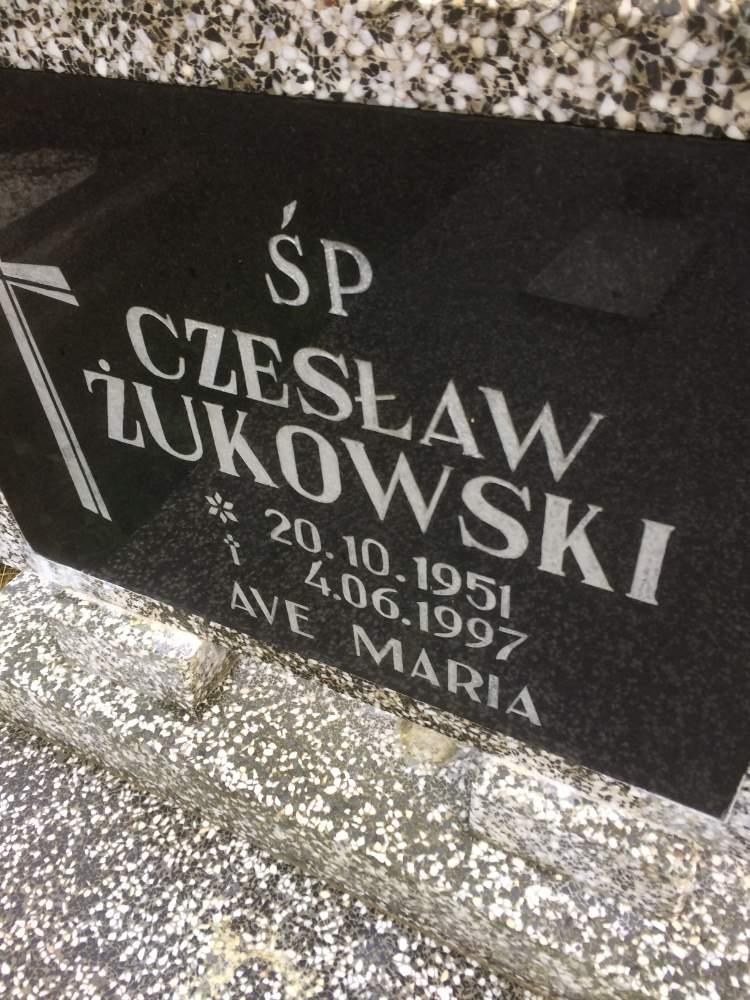 ŚP
CZESŁAW
ŻUKOWSKI
* 20.10.1951
† 4.06.1997
AVE MARIA